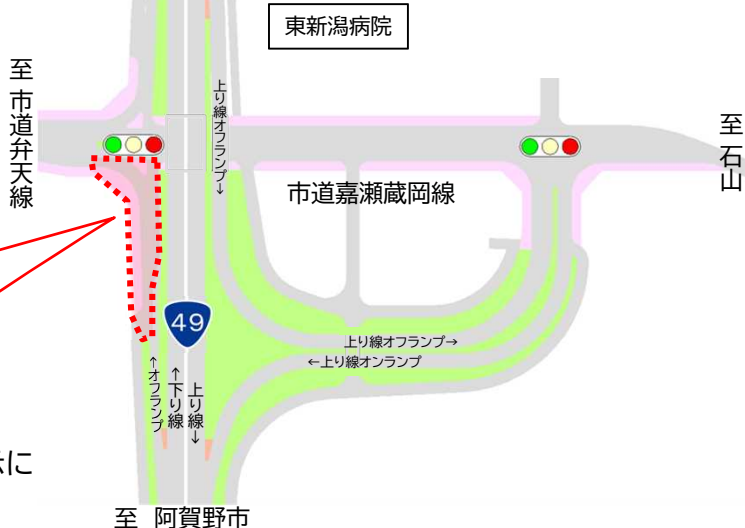 東新潟病院
至 市道弁天線
上り線オフランプ↓
至 石山
市道嘉瀬蔵岡線
49
上り線オフランプ→
←上り線オンランプ
↑オフランプ
↑下り線
上り線↓
に
至 阿賀野市